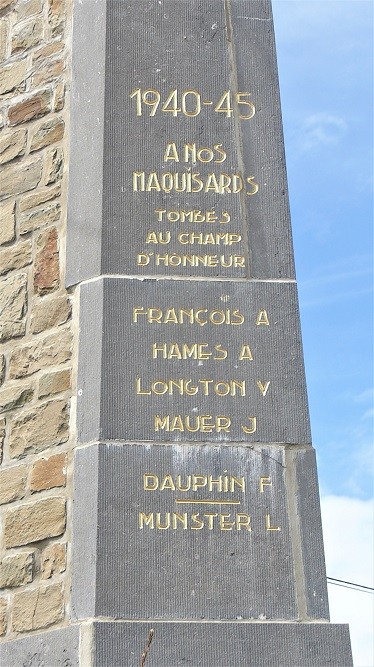 1940-45
A NOS
MAQUISARDS
TOMBÉS
AU CHAMP
D'HONNEUR
FRANÇOIS A
HAMES A
LONGTON V
MAUER J
DAUPHIN F
MUNSTER L